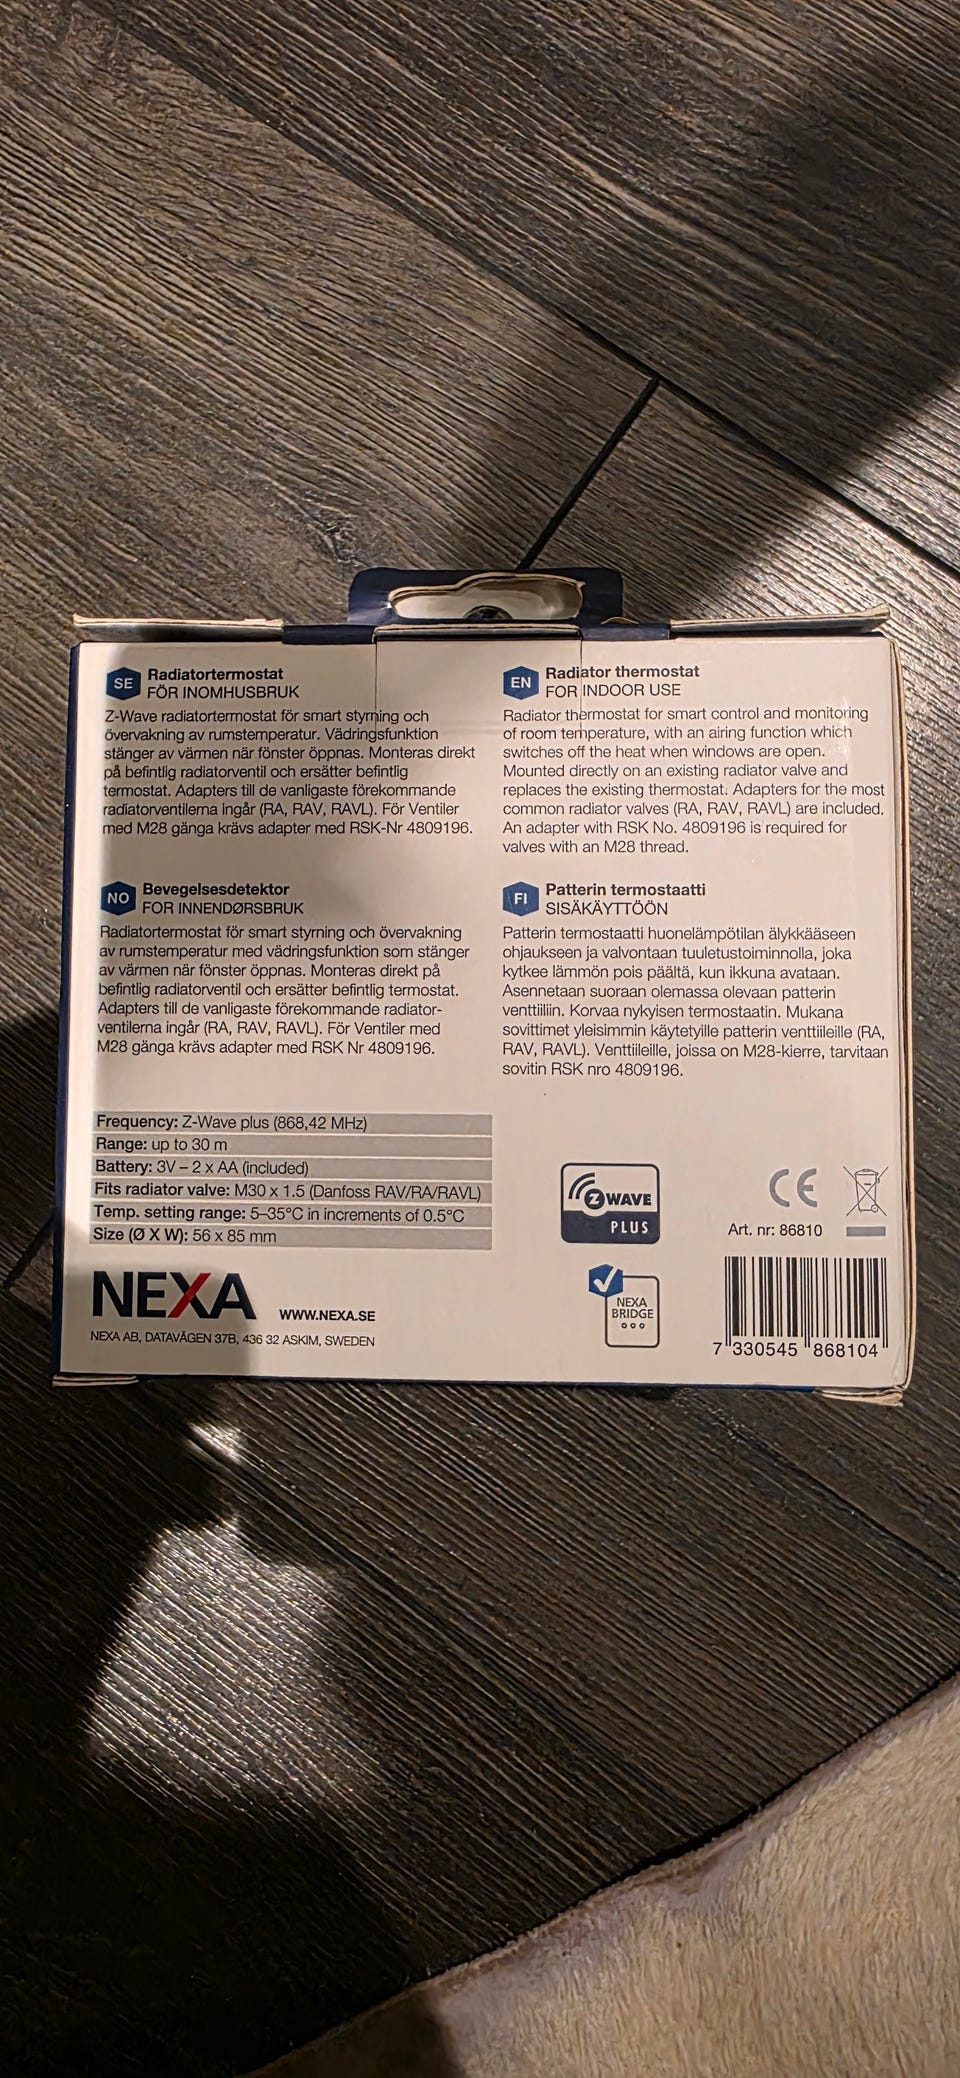 SE Radiatortermostat
FÖR INOMHUSBRUK
Z-Wave radiatortermostat för smart styrning och
övervakning av rumstemperatur. Vädringsfunktion
stänger av värmen när fönster öppnas. Monteras direkt
på befintlig radiatorventil och ersätter befintlig
termostat. Adapters till de vanligaste förekommande
radiatorventilerna ingår (RA, RAV, RAVL). För Ventiler
med M28 gänga krävs adapter med RSK-Nr 4809196.
EN Radiator thermostat
FOR INDOOR USE
Radiator thermostat for smart control and monitoring
of room temperature, with an airing function which
switches off the heat when windows are open.
Mounted directly on an existing radiator valve and
replaces the existing thermostat. Adapters for the most
common radiator valves (RA, RAV, RAVL) are included.
An adapter with RSK No. 4809196 is required for
valves with an M28 thread.
NO Bevegelsesdetektor
FOR INNENDØRSBRUK
Radiatortermostat för smart styrning och övervakning
av rumstemperatur med vädringsfunktion som stänger
av värmen när fönster öppnas. Monteras direkt på
befintlig radiatorventil och ersätter befintlig termostat.
Adapters till de vanligaste förekommande radiator-
ventilerna ingår (RA, RAV, RAVL). För Ventiler med
M28 gänga krävs adapter med RSK Nr 4809196.
FI Patterin termostaatti
SISÄKÄYTTÖÖN
Patterin termostaatti huonelämpötilan älykkääseen
ohjaukseen ja valvontaan tuuletustoiminnolla, joka
kytkee lämmön pois päältä, kun ikkuna avataan.
Asennetaan suoraan olemassa olevaan patterin
venttiiliin. Korvaa nykyisen termostaatin. Mukana
sovittimet yleisimmin käytetyille patterin venttiileille (RA,
RAV, RAVL). Venttiileille, joissa on M28-kierre, tarvitaan
sovitin RSK nro 4809196.
Frequency: Z-Wave plus (868,42 MHz)
Range: up to 30 m
Battery: 3V – 2 x AA (included)
Fits radiator valve: M30 x 1.5 (Danfoss RAV/RA/RAVL)
Temp. setting range: 5–35°C in increments of 0.5°C
Size (Ø X W): 56 x 85 mm
NEXA WWW.NEXA.SE
NEXA AB, DATAVÄGEN 37B, 436 32 ASKIM, SWEDEN
Z WAVE
PLUS
NEXA
BRIDGE
CE
Art. nr: 86810
7 330545 868104